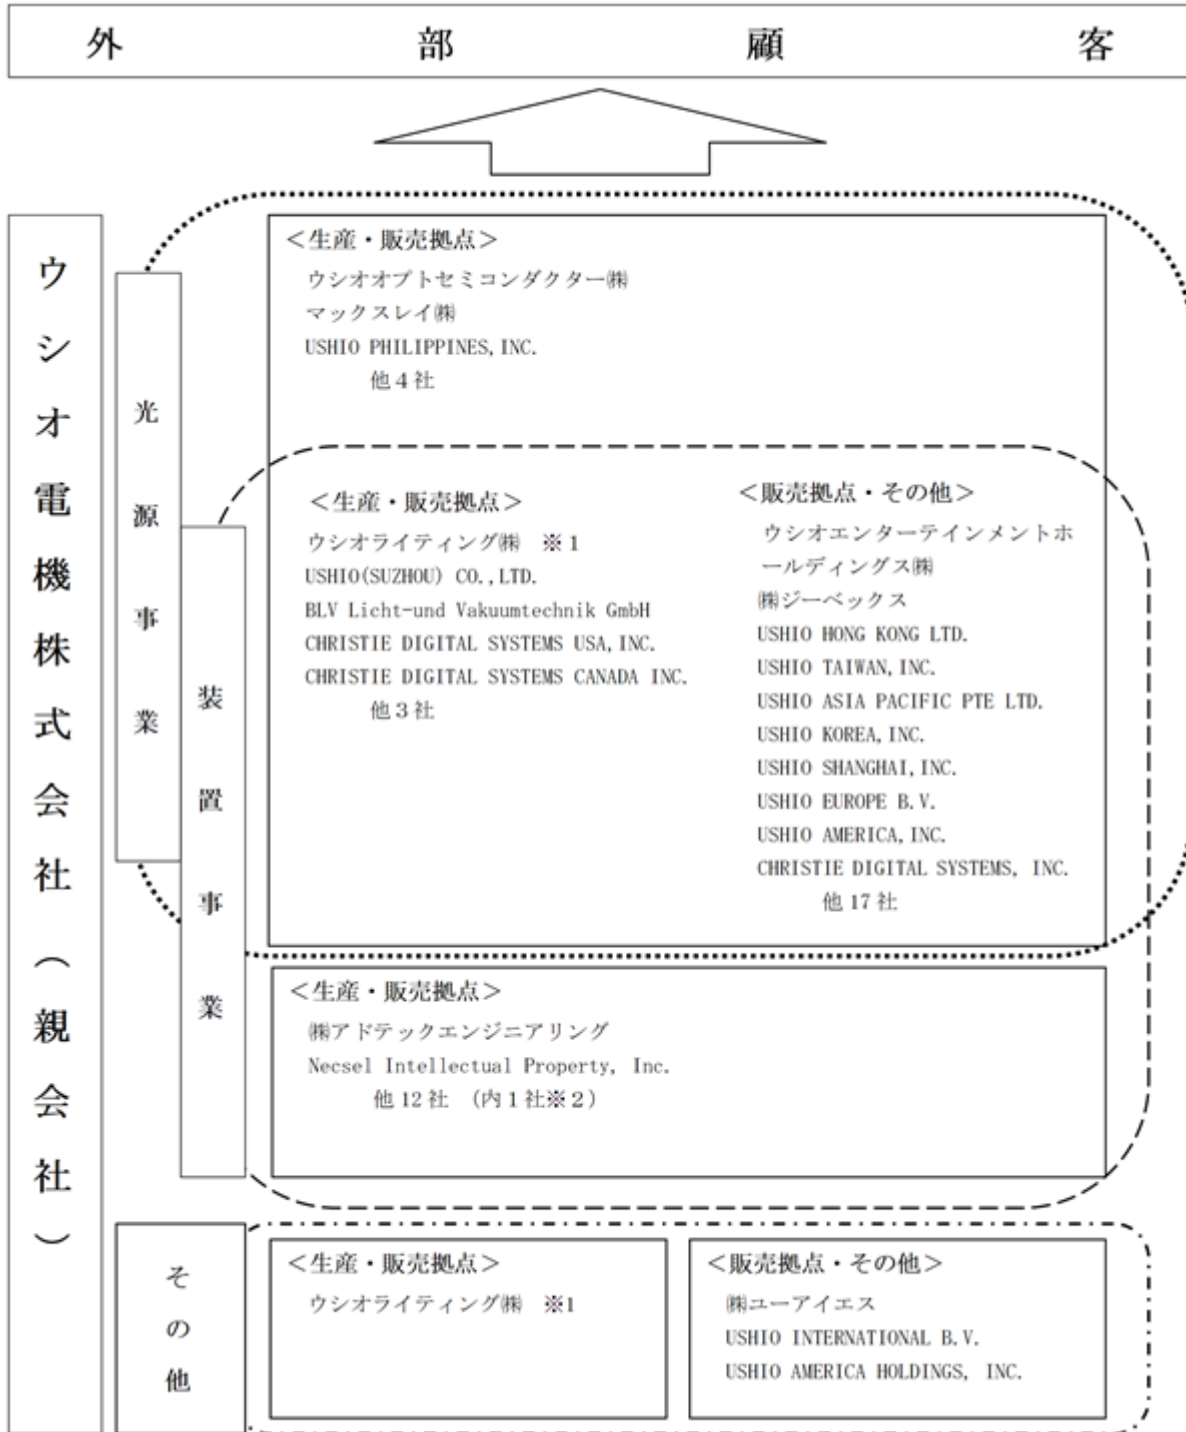 外部顧客
ウシオ電機株式会社（親会社）
光源事業
装置事業
＜生産・販売拠点＞
ウシオオプトセミコンダクター㈱
マックスレイ㈱
USHIO PHILIPPINES,INC.
他４社
＜生産・販売拠点＞
ウシオライティング㈱　※１
USHIO(SUZHOU) CO.,LTD.
BLV Licht-und Vakuumtechnik GmbH
CHRISTIE DIGITAL SYSTEMS USA,INC.
CHRISTIE DIGITAL SYSTEMS CANADA INC.
他３社
＜販売拠点・その他＞
ウシオエンターテインメントホ
ールディングス㈱
㈱ジーベックス
USHIO HONG KONG LTD.
USHIO TAIWAN,INC.
USHIO ASIA PACIFIC PTE LTD.
USHIO KOREA,INC.
USHIO SHANGHAI,INC.
USHIO EUROPE B.V.
USHIO AMERICA,INC.
CHRISTIE DIGITAL SYSTEMS, INC.
他 17 社
＜生産・販売拠点＞
㈱アドテックエンジニアリング
Necsel Intellectual Property, Inc.
他 12 社　（内１社※２）
その他
＜生産・販売拠点＞
ウシオライティング㈱　※1
＜販売拠点・その他＞
㈱ユーアイエス
USHIO INTERNATIONAL B.V.
USHIO AMERICA HOLDINGS, INC.